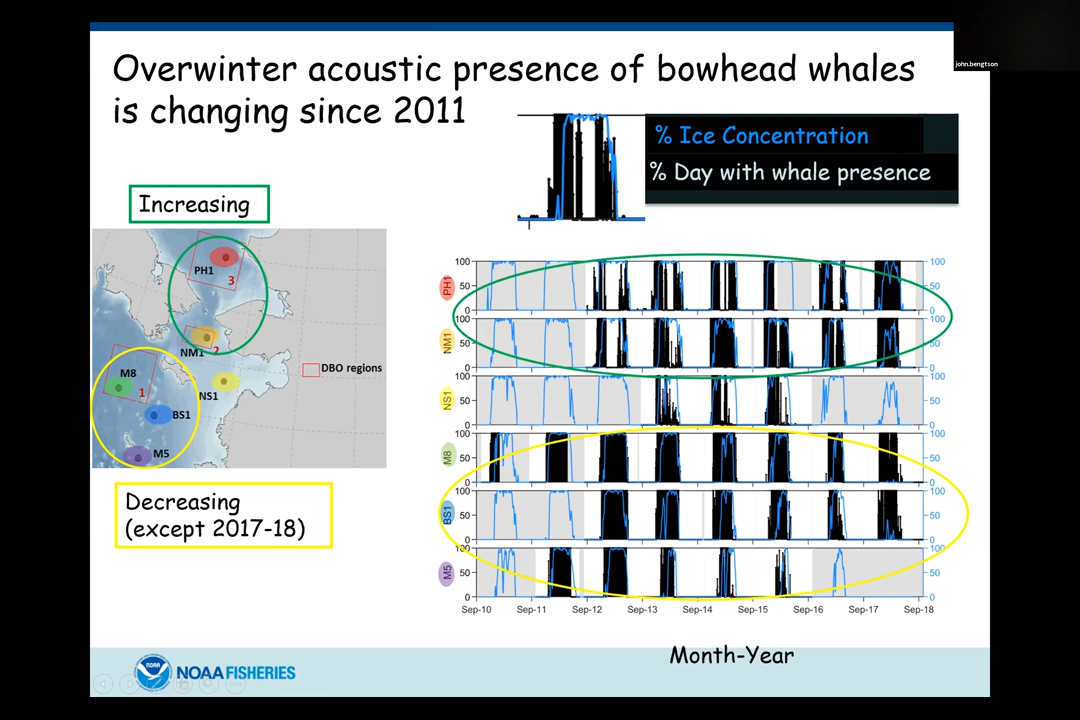 Overwinter acoustic presence of bowhead whales
is changing since 2011
john.bengtson
% Ice Concentration
% Day with whale presence
Increasing
PH1
3
NM1
2
M8
1
NS1
BS1
M5
DBO regions
Decreasing
(except 2017-18)
PH1
100
50
0
100
50
0
NM1
100
50
0
100
50
0
NS1
100
50
0
100
50
0
M8
100
50
0
100
50
0
BS1
100
50
0
100
50
0
M5
100
50
0
100
50
0
Sep-10 Sep-11 Sep-12 Sep-13 Sep-14 Sep-15 Sep-16 Sep-17 Sep-18
Month-Year
NOAA
NOAA FISHERIES